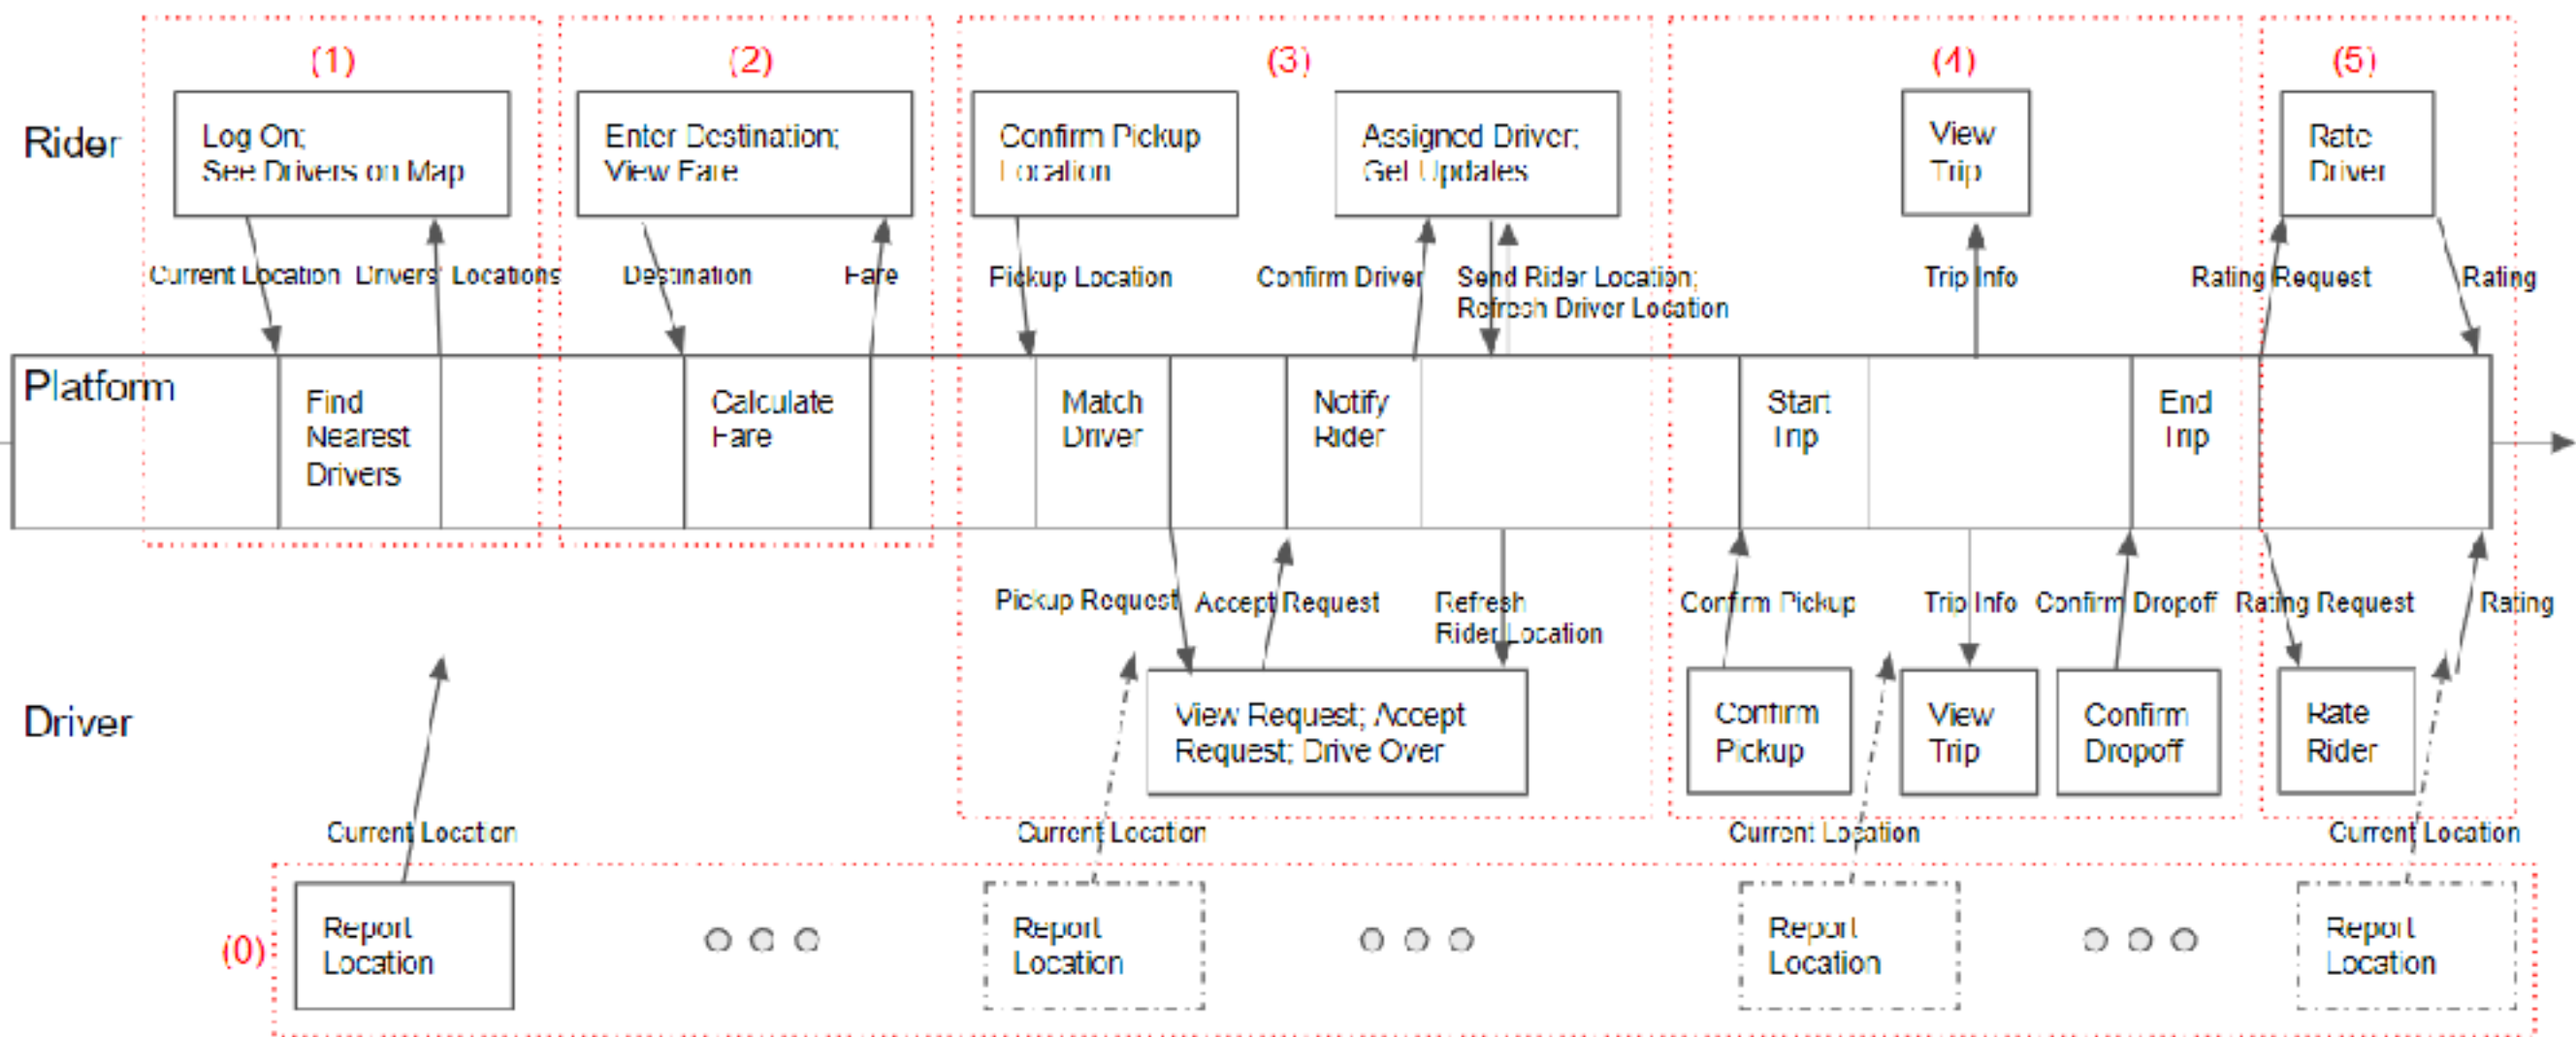 (1)
(2)
(3)
(4)
(5)
Rider
Log On;
See Drivers on Map
Enter Destination;
View Fare
Confirm Pickup
Location
Assigned Driver;
Get Updates
View
Trip
Rate
Driver
Current Location
Drivers' Locations
Destination
Fare
Pickup Location
Confirm Driver
Send Rider Location;
Refresh Driver Location
Trip Info
Rating Request
Rating
Platform
Find
Nearest
Drivers
Calculate
Fare
Match
Driver
Notify
Rider
Start
Trip
End
Trip
Pickup Request
Accept Request
Refresh
Rider Location
Confirm Pickup
Trip Info
Confirm Dropoff
Rating Request
Rating
Driver
View Request; Accept
Request; Drive Over
Confirm
Pickup
View
Trip
Confirm
Dropoff
Rate
Rider
Current Location
Current Location
Current Location
Current Location
(0)
Report
Location
Report
Location
Report
Location
Report
Location